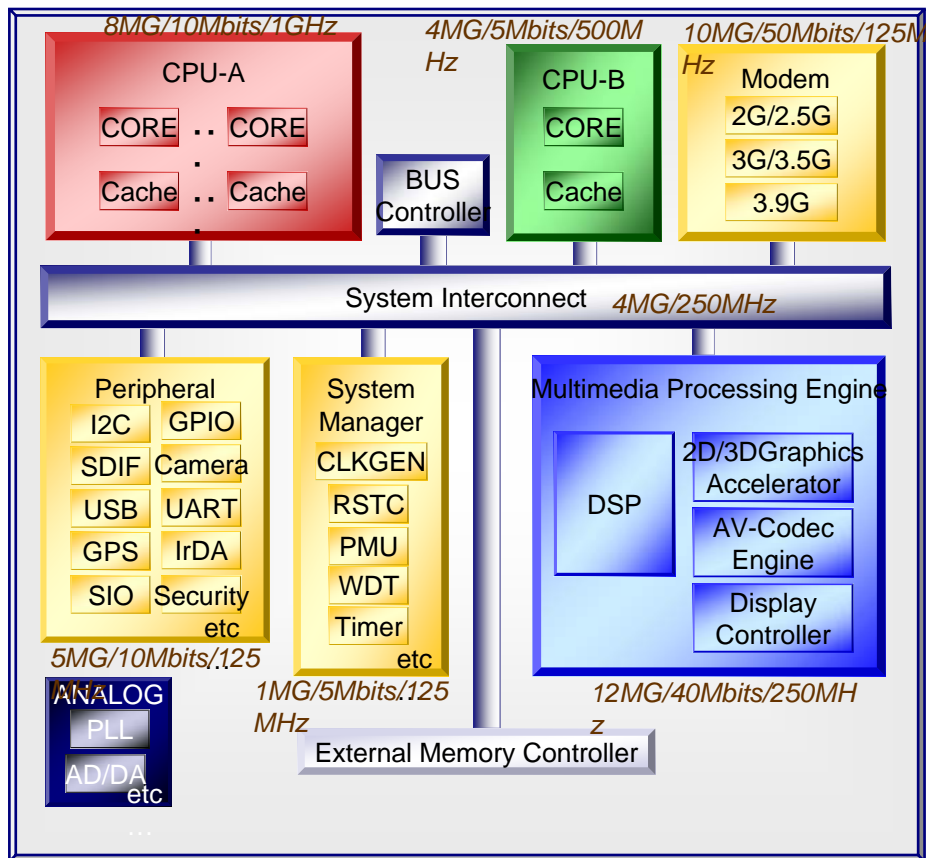 8MG/10Mbits/1GHz
CPU-A
CORE .. CORE
.
Cache .. Cache
.
4MG/5Mbits/500M
Hz
CPU-B
CORE
Cache
10MG/50Mbits/125M
Hz
Modem
2G/2.5G
3G/3.5G
3.9G
BUS
Controller
System Interconnect
4MG/250MHz
Peripheral
I2C GPIO
SDIF Camera
USB UART
GPS IrDA
SIO Security
etc
...
5MG/10Mbits/125
MHz
System
Manager
CLKGEN
RSTC
PMU
WDT
Timer
etc
..
1MG/5Mbits/125
MHz
Multimedia Processing Engine
DSP
2D/3DGraphics
Accelerator
AV-Codec
Engine
Display
Controller
12MG/40Mbits/250MH
z
ANALOG
PLL
AD/DA
etc
...
External Memory Controller